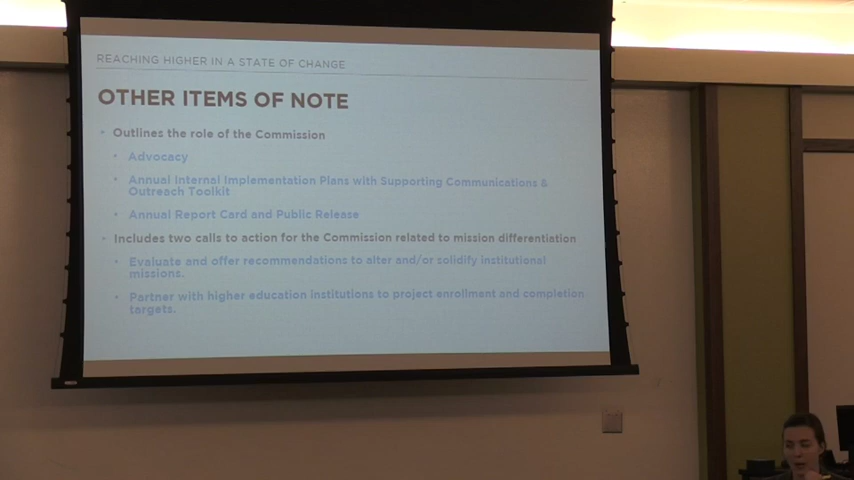 REACHING HIGHER IN A STATE OF CHANGE
OTHER ITEMS OF NOTE
• Outlines the role of the Commission
• Advocacy
• Annual Internal Implementation Plans with Supporting Communications &
Outreach Toolkit
• Annual Report Card and Public Release
• Includes two calls to action for the Commission related to mission differentiation
• Evaluate and offer recommendations to alter and/or solidify institutional
missions.
• Partner with higher education institutions to project enrollment and completion
targets.